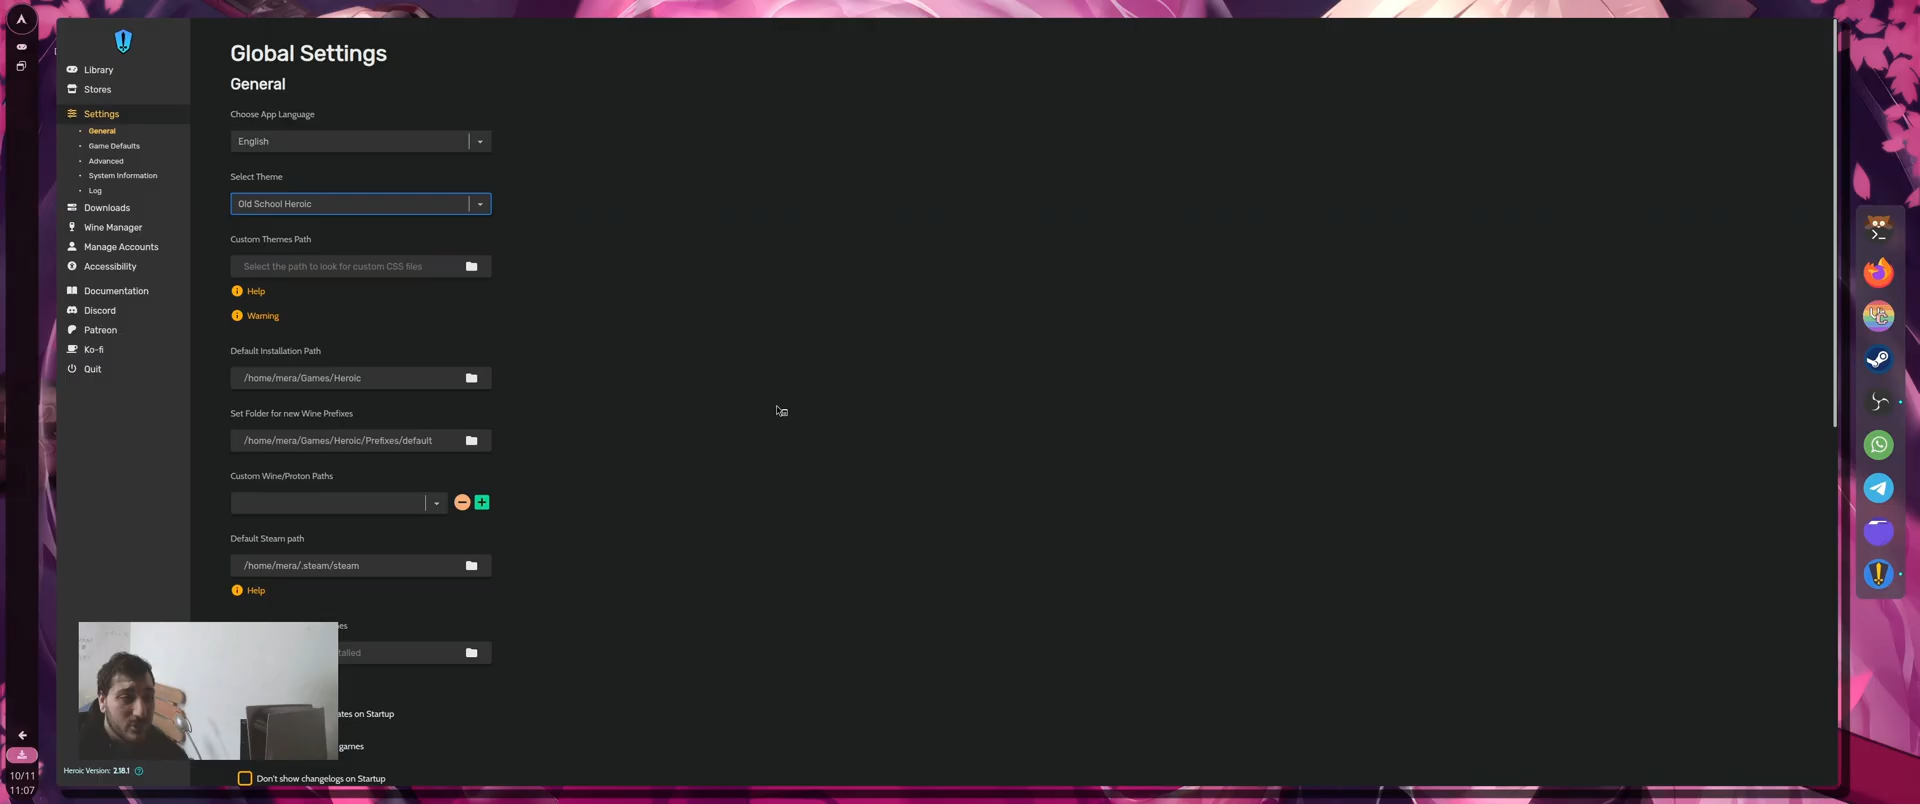 Library
Stores
Settings
General
Game Defaults
Advanced
System Information
Log
Downloads
Wine Manager
Manage Accounts
Accessibility
Documentation
Discord
Patreon
Ko-fi
Quit
Heroic Version: 2.18.1
10/11
11:07
Global Settings
General
Choose App Language
English
Select Theme
Old School Heroic
Custom Themes Path
Select the path to look for custom CSS files
Help
Warning
Default Installation Path
/home/mera/Games/Heroic
Set Folder for new Wine Prefixes
/home/mera/Games/Heroic/Prefixes/default
Custom Wine/Proton Paths
Default Steam path
/home/mera/.steam/steam
Help
on Startup
games
Don't show changelogs on Startup
UC